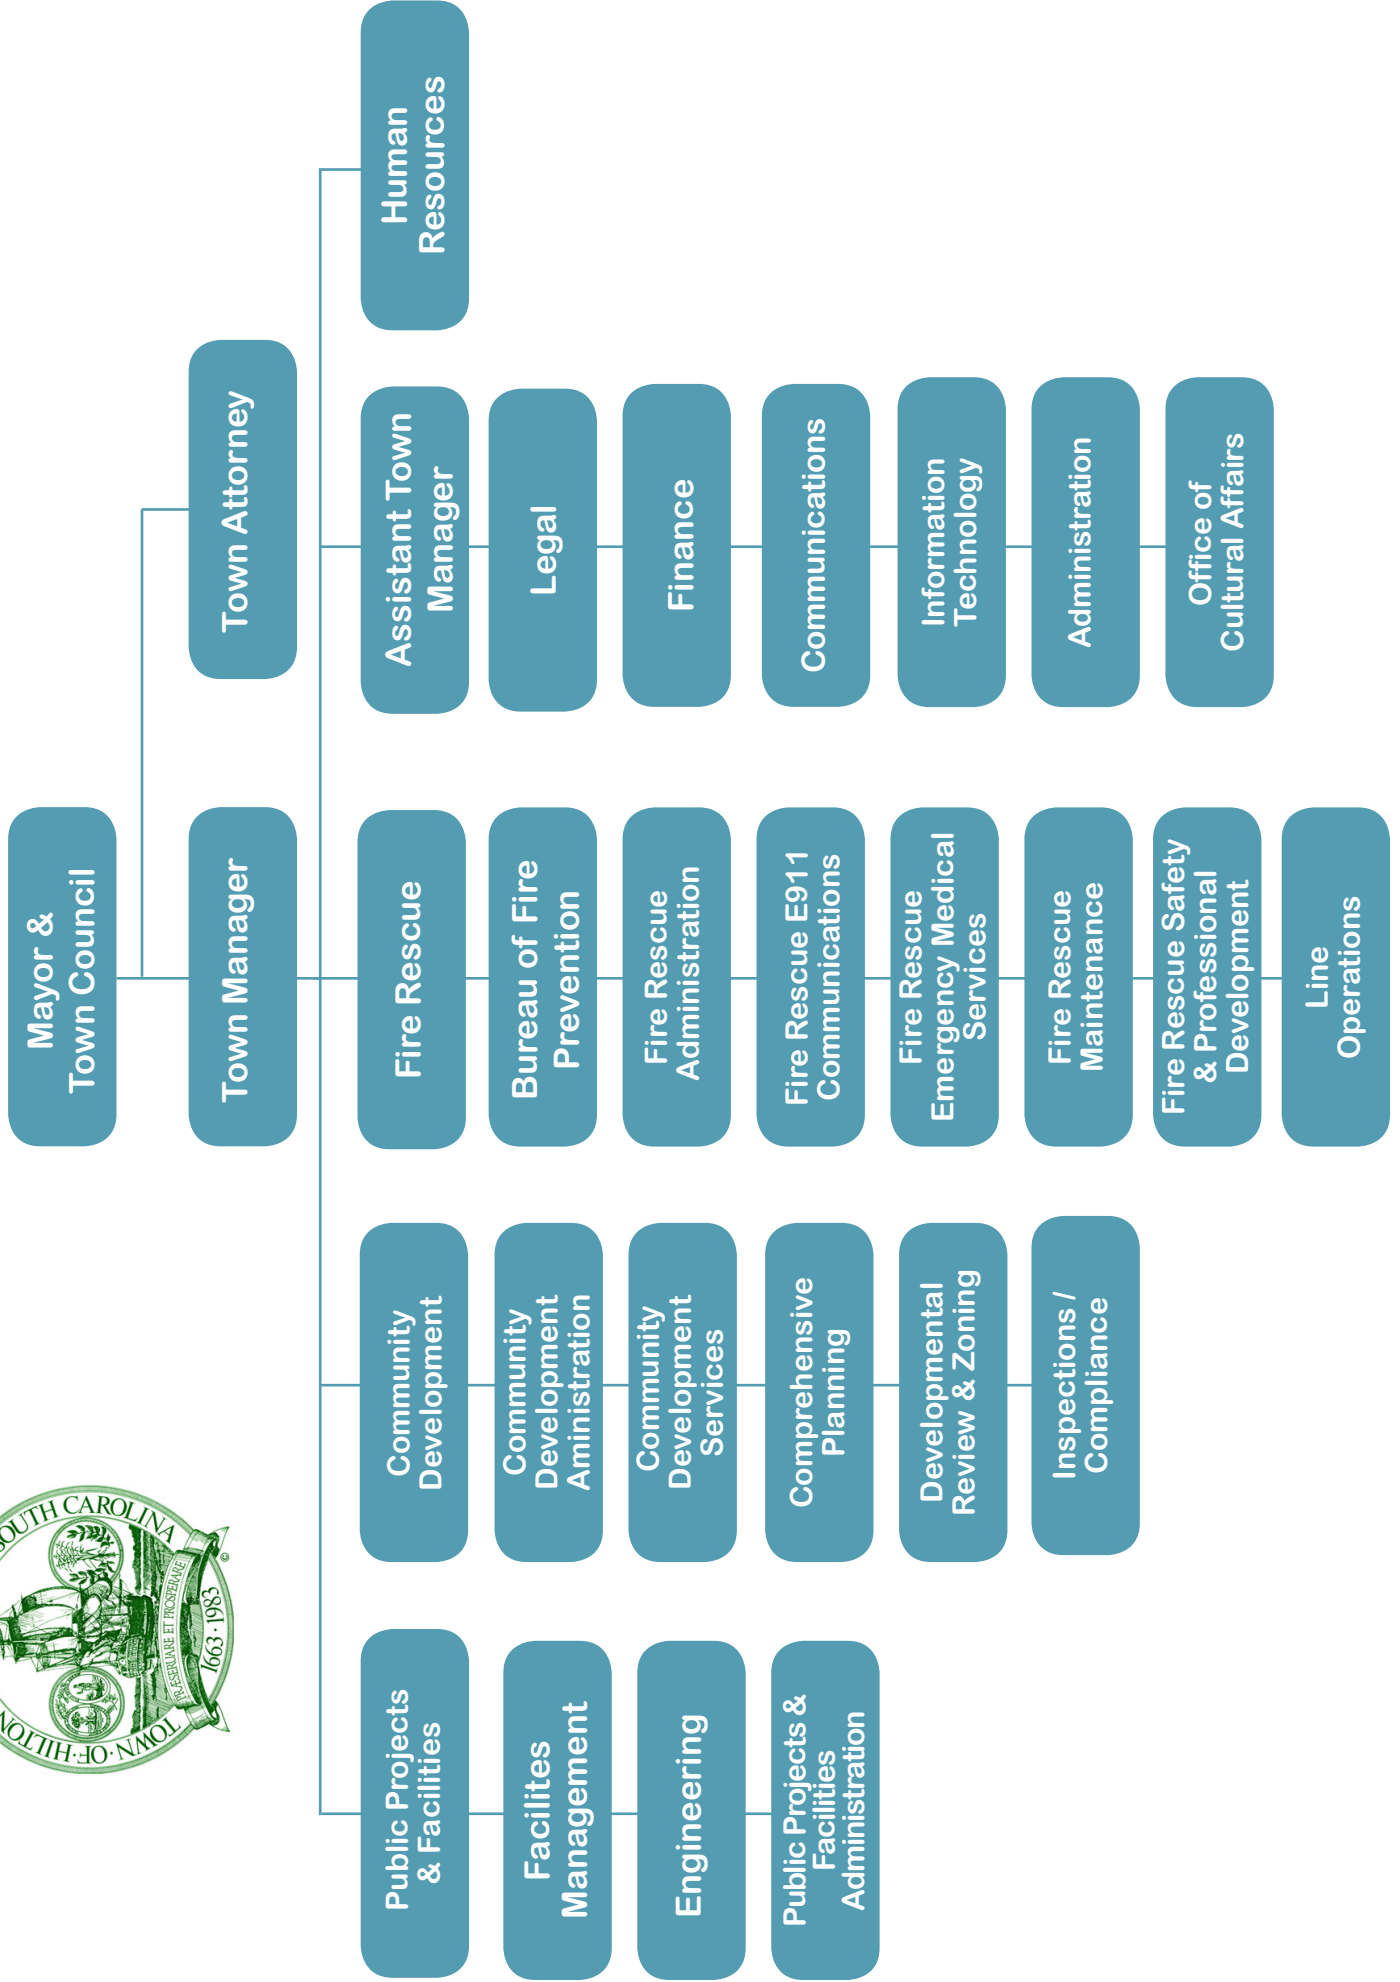 Mayor &
Town Council
Town Manager
Town Attorney
Public Projects
& Facilities
Facilites
Management
Engineering
Public Projects &
Facilities
Administration
Community
Development
Community
Development
Aministration
Community
Development
Services
Comprehensive
Planning
Developmental
Review & Zoning
Inspections /
Compliance
Fire Rescue
Bureau of Fire
Prevention
Fire Rescue
Administration
Fire Rescue E911
Communications
Fire Rescue
Emergency Medical
Services
Fire Rescue
Maintenance
Fire Rescue Safety
& Professional
Development
Line
Operations
Assistant Town
Manager
Legal
Finance
Communications
Information
Technology
Administration
Office of
Cultural Affairs
Human
Resources
TOWN·OF·HILTON
SOUTH CAROLINA
PRÆSERUARE ET PROSPERARE
1663·1983
©